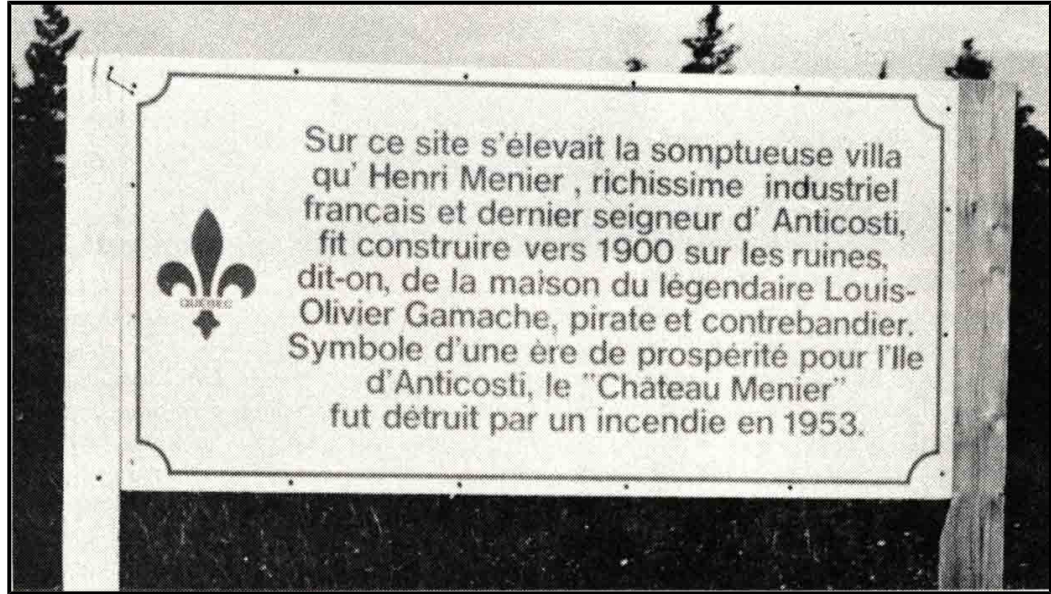 Sur ce site s'élevait la somptueuse villa
qu' Henri Menier , richissime industriel
français et dernier seigneur d' Anticosti,
fit construire vers 1900 sur les ruines,
dit-on, de la maison du légendaire Louis-
Olivier Gamache, pirate et contrebandier.
Symbole d'une ère de prospérité pour l'Ile
d'Anticosti, le "Château Menier"
fut détruit par un incendie en 1953.
QUÉBEC